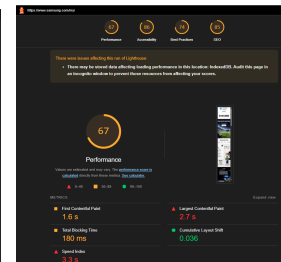 https://www.samsung.com/my
67
86
74
85
Performance
Accessibility
Best Practices
SEO
There were issues affecting this run of Lighthouse:
• There may be stored data affecting loading performance in this location: IndexedDB. Audit this page in an incognito window to prevent those resources from affecting your scores.
67
Performance
Values are estimated and may vary. The performance score is calculated directly from these metrics. See calculator.
0–49
50–89
90–100
METRICS
Expand view
First Contentful Paint
1.6 s
Largest Contentful Paint
2.7 s
Total Blocking Time
180 ms
Cumulative Layout Shift
0.036
Speed Index
3.3 s